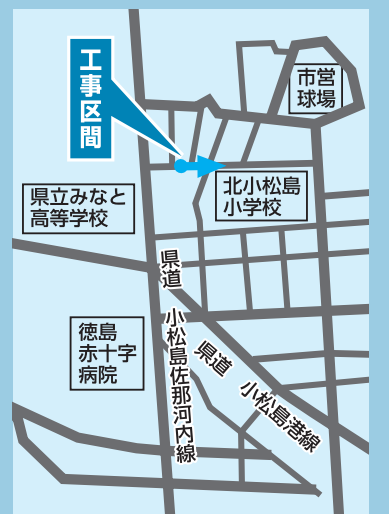 工事区間
市営
球場
北小松島
小学校
県立みなと
高等学校
県道 小松島佐那河内線
徳島
赤十字
病院
県道 小松島港線